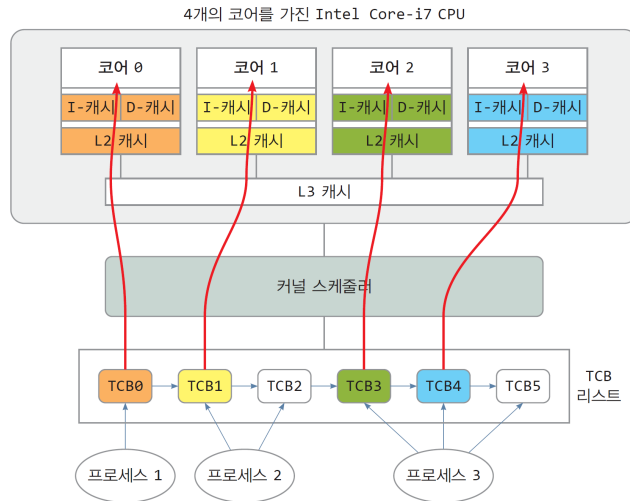 4개의 코어를 가진 Intel Core-i7 CPU
코어 0 코어 1 코어 2 코어 3
I-캐시 D-캐시 I-캐시 D-캐시 I-캐시 D-캐시 I-캐시 D-캐시
L2 캐시 L2 캐시 L2 캐시 L2 캐시
L3 캐시
커널 스케줄러
TCB0 TCB1 TCB2 TCB3 TCB4 TCB5
TCB
리스트
프로세스 1 프로세스 2 프로세스 3